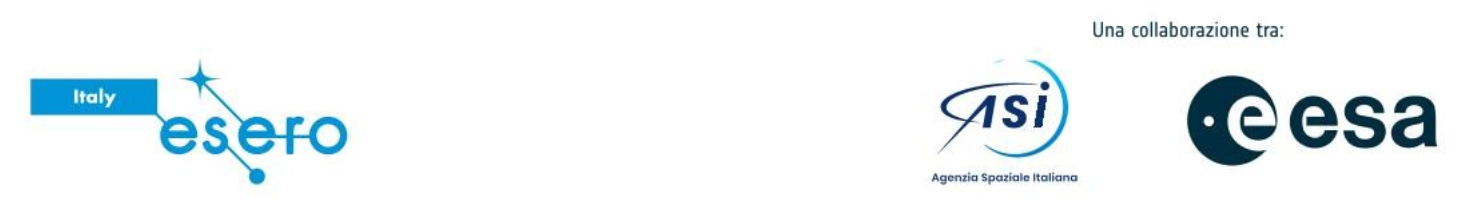 Una collaborazione tra:
Italy
esero
asi
esa
Agenzia Spaziale Italiana